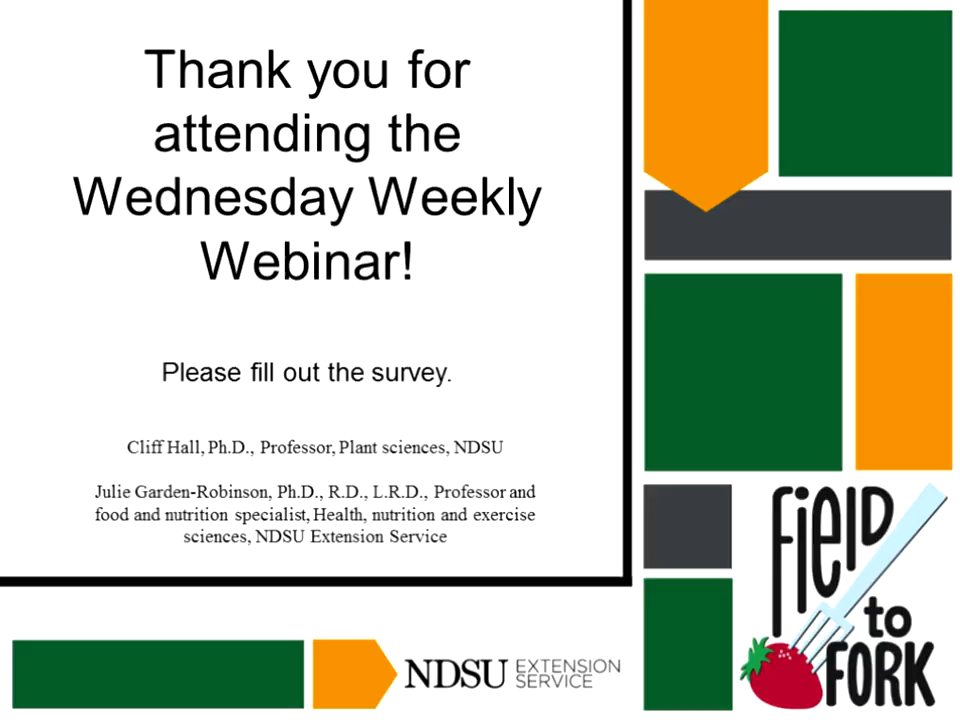 Thank you for
attending the
Wednesday Weekly
Webinar!
Please fill out the survey.
Cliff Hall, Ph.D., Professor, Plant sciences, NDSU
Julie Garden-Robinson, Ph.D., R.D., L.R.D., Professor and
food and nutrition specialist, Health, nutrition and exercise
sciences, NDSU Extension Service
NDSU EXTENSION
SERVICE
FiELD
to
FORK